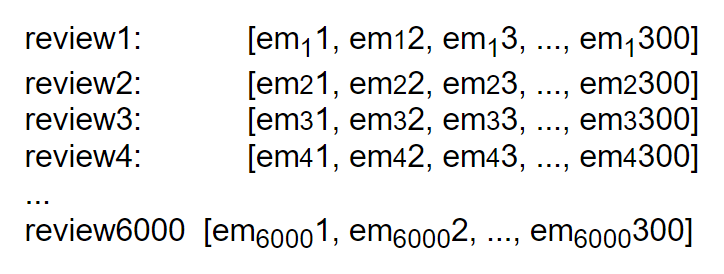 review1: [em₁1, em12, em₁3, ..., em₁300]
review2: [em21, em22, em23, ..., em2300]
review3: [em31, em32, em33, ..., em3300]
review4: [em41, em42, em43, ..., em4300]
...
review6000 [em₆₀₀₀1, em₆₀₀₀2, ..., em₆₀₀₀300]